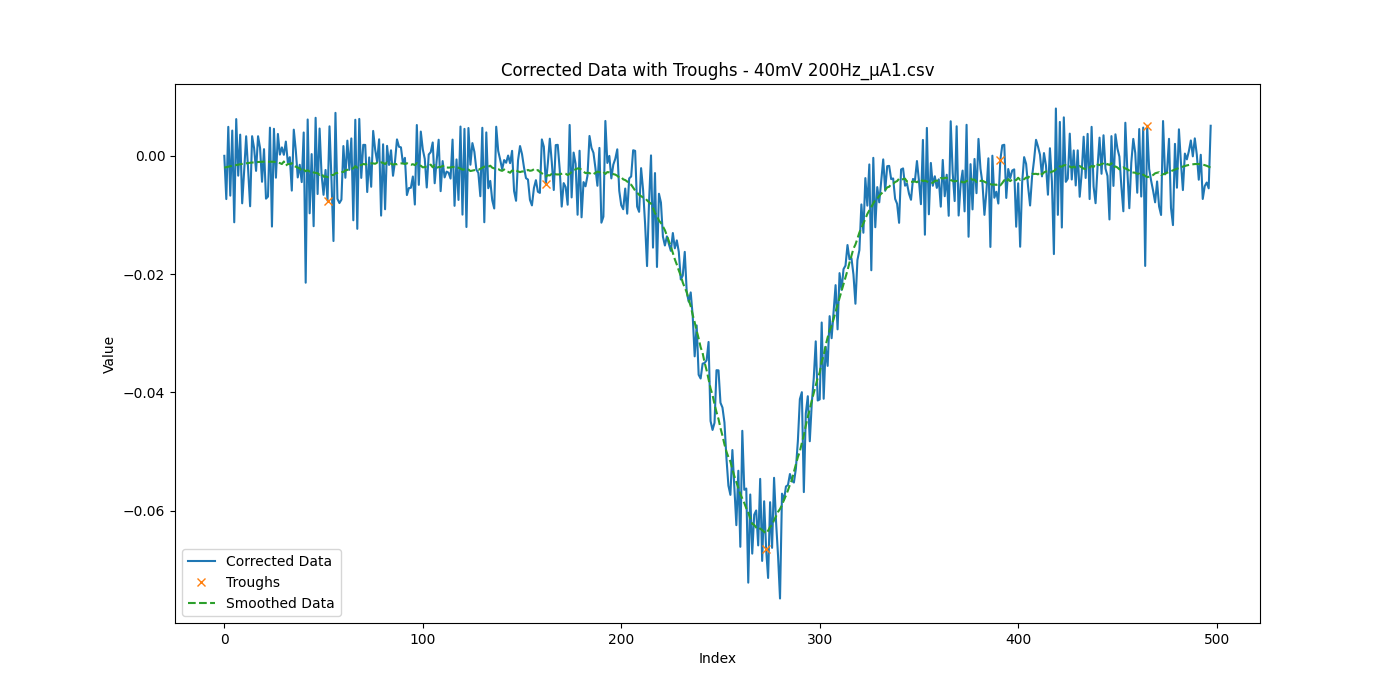 Corrected Data with Troughs - 40mV 200Hz_μA1.csv
0.00
−0.02
−0.04
−0.06
Value
Corrected Data
Troughs
Smoothed Data
0 100 200 300 400 500
Index